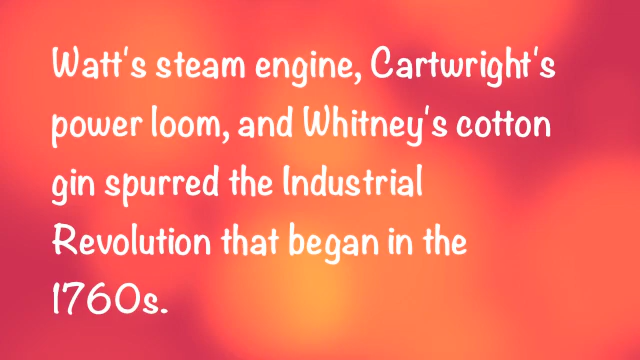 Watt's steam engine, Cartwright's
power loom, and Whitney's cotton
gin spurred the Industrial
Revolution that began in the
1760s.